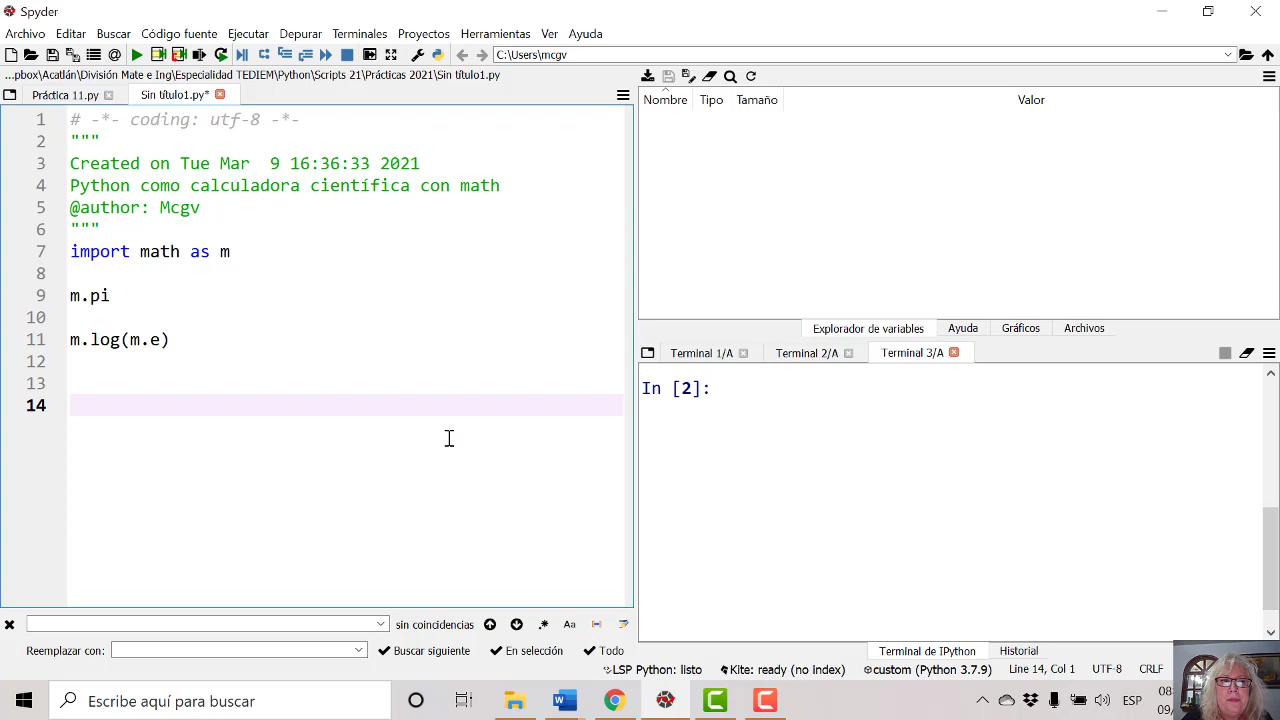 Spyder
Archivo Editar Buscar Código fuente Ejecutar Depurar Terminales Proyectos Herramientas Ver Ayuda
C:\Users\mcgv
...pbox\Acatlán\División Mate e Ing\Especialidad TEDIEM\Python\Scripts 21\Prácticas 2021\Sin título1.py
Práctica 11.py Sin título1.py*
1 # -*- coding: utf-8 -*-
2 """
3 Created on Tue Mar  9 16:36:33 2021
4 Python como calculadora científica con math
5 @author: Mcgv
6 """
7 import math as m
8
9 m.pi
10
11 m.log(m.e)
12
13
14
sin coincidencias Aa
Reemplazar con: Buscar siguiente En selección Todo
Nombre Tipo Tamaño Valor
Explorador de variables Ayuda Gráficos Archivos
Terminal 1/A Terminal 2/A Terminal 3/A
In [2]:
Terminal de IPython Historial
LSP Python: listo Kite: ready (no index) custom (Python 3.7.9) Line 14, Col 1 UTF-8 CRLF
Escribe aquí para buscar
ESP